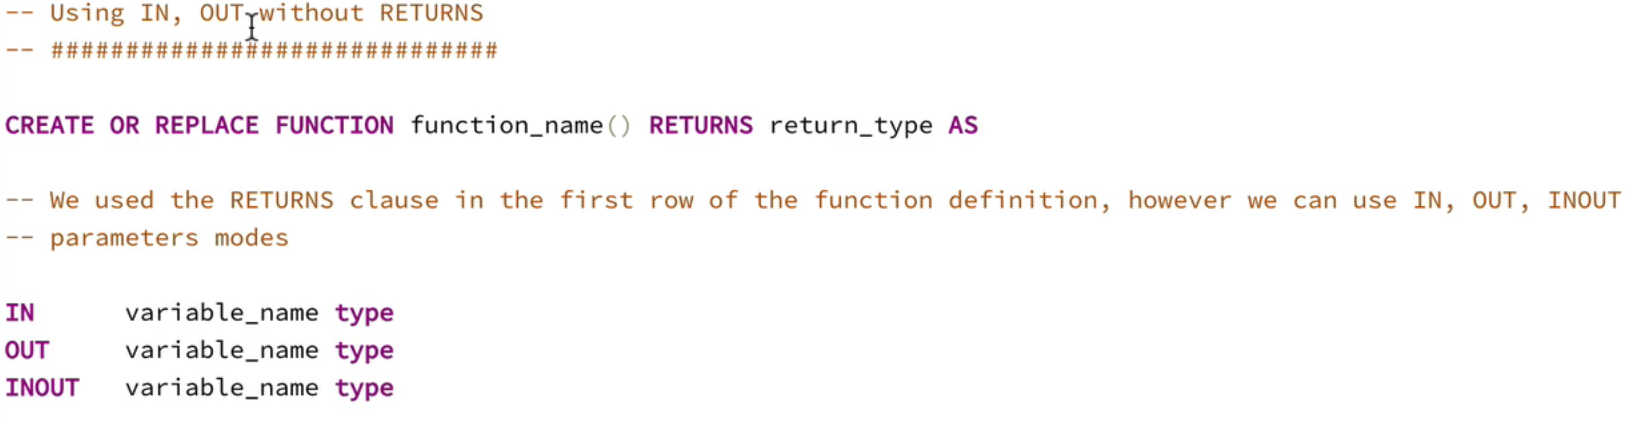 -- Using IN, OUT without RETURNS
-- ##############################
CREATE OR REPLACE FUNCTION function_name() RETURNS return_type AS
-- We used the RETURNS clause in the first row of the function definition, however we can use IN, OUT, INOUT
-- parameters modes
IN variable_name type
OUT variable_name type
INOUT variable_name type